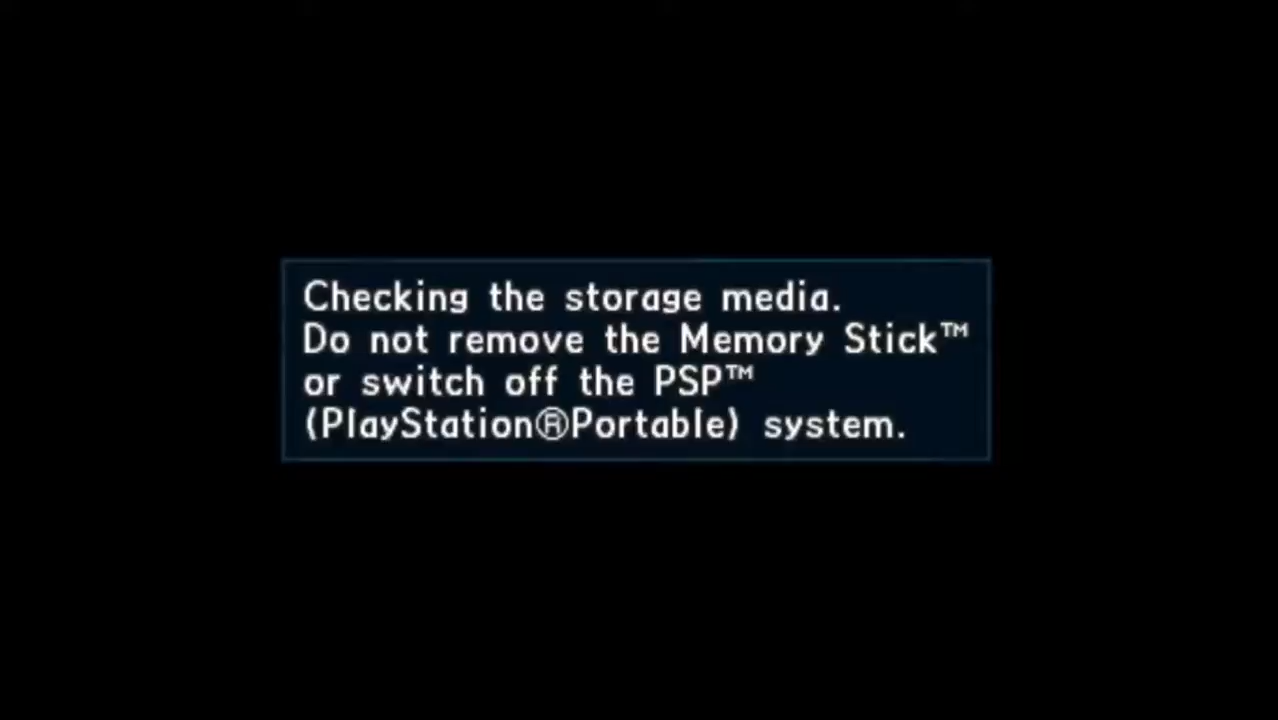 Checking the storage media.
Do not remove the Memory Stick™
or switch off the PSP™
(PlayStation®Portable) system.